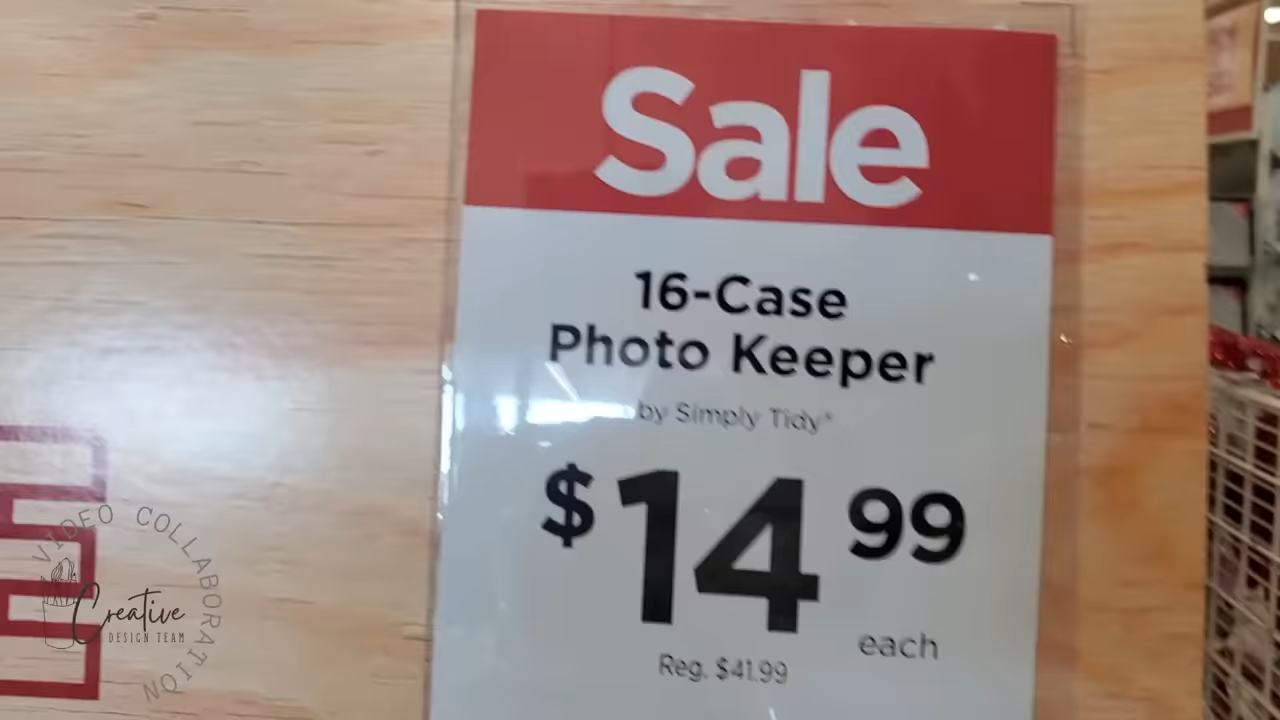 Sale
16-Case
Photo Keeper
by Simply Tidy®
$14 99
each
Reg. $41.99
VIDEO COLLABORATION
Creative
DESIGN TEAM